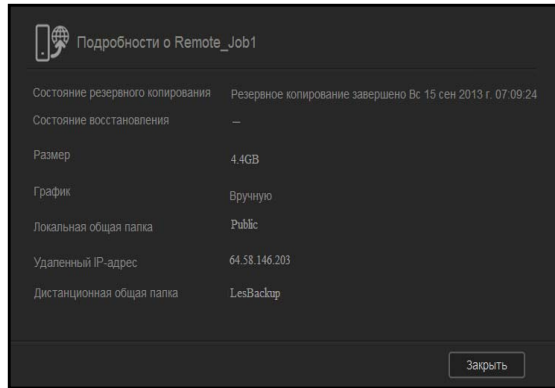 Подробности о Remote_Job1
Состояние резервного копирования Резервное копирование завершено Вс 15 сен 2013 г. 07:09:24
Состояние восстановления —
Размер 4.4GB
График Вручную
Локальная общая папка Public
Удаленный IP-адрес 64.58.146.203
Дистанционная общая папка LesBackup
Закрыть